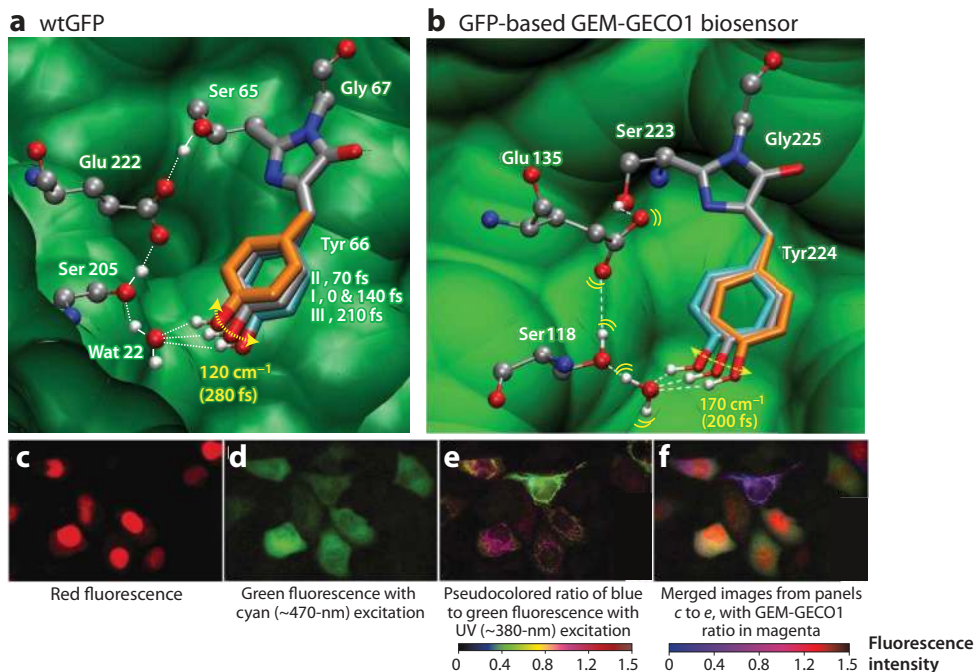 a wtGFP
Ser 65
Gly 67
Glu 222
Ser 205
Tyr 66
II , 70 fs
I , 0 & 140 fs
III , 210 fs
Wat 22
120 cm⁻¹
(280 fs)
b GFP-based GEM-GECO1 biosensor
Ser 223
Gly225
Glu 135
Tyr224
Ser118
170 cm⁻¹
(200 fs)
c
d
e
f
Red fluorescence
Green fluorescence with
cyan (~470-nm) excitation
Pseudocolored ratio of blue
to green fluorescence with
UV (~380-nm) excitation
Merged images from panels
c to e, with GEM-GECO1
ratio in magenta
0 0.4 0.8 1.2 1.5
0 0.4 0.8 1.2 1.5
Fluorescence
intensity